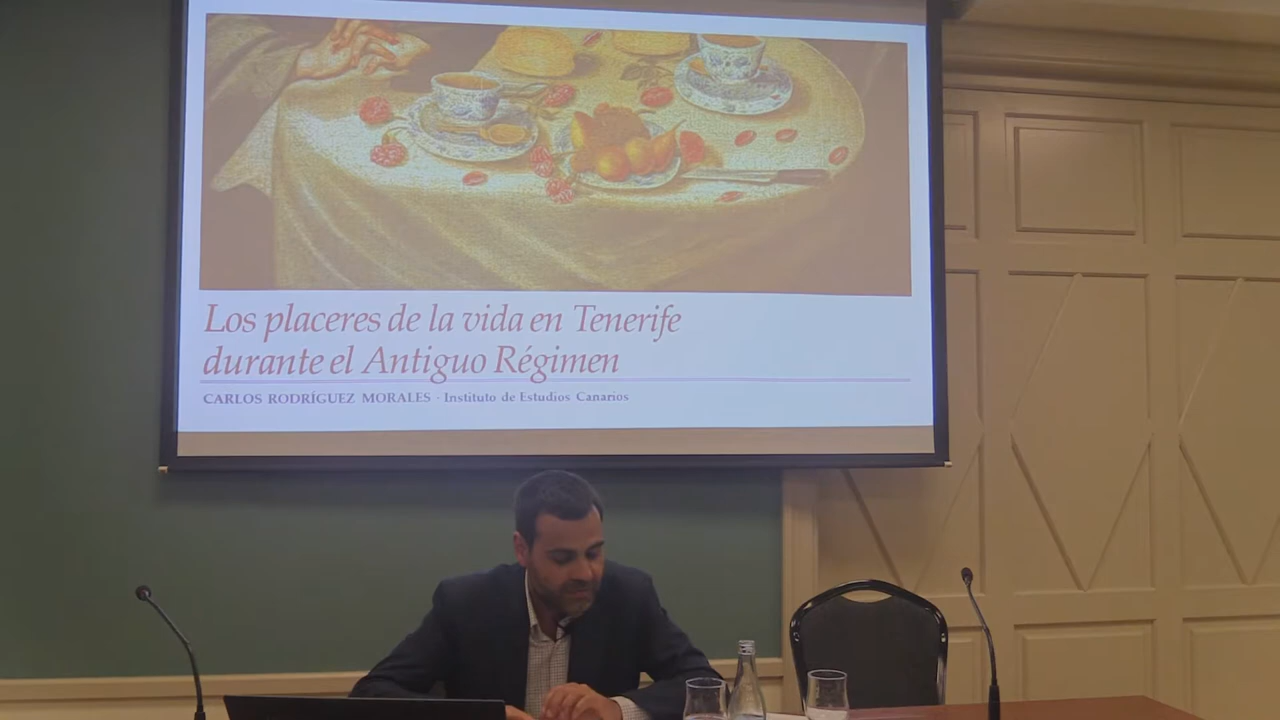 Los placeres de la vida en Tenerife
durante el Antiguo Régimen
CARLOS RODRÍGUEZ MORALES · Instituto de Estudios Canarios